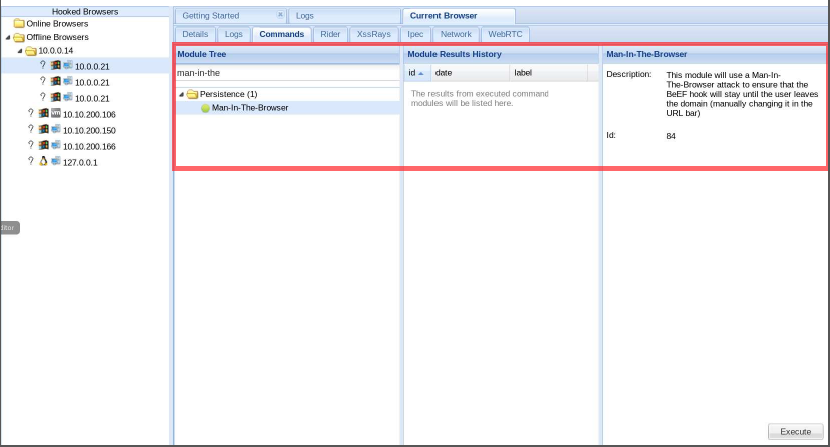 Hooked Browsers
Online Browsers
Offline Browsers
10.0.0.14
? 10.0.0.21
? 10.0.0.21
? 10.0.0.21
? 10.10.200.106
? 10.10.200.150
? 10.10.200.166
? 127.0.0.1
ditor
Getting Started
Logs
Current Browser
Details
Logs
Commands
Rider
XssRays
Ipec
Network
WebRTC
Module Tree
man-in-the
Persistence (1)
Man-In-The-Browser
Module Results History
id date label
The results from executed command
modules will be listed here.
Man-In-The-Browser
Description: This module will use a Man-In-
The-Browser attack to ensure that the
BeEF hook will stay until the user leaves
the domain (manually changing it in the
URL bar)
Id: 84
Execute